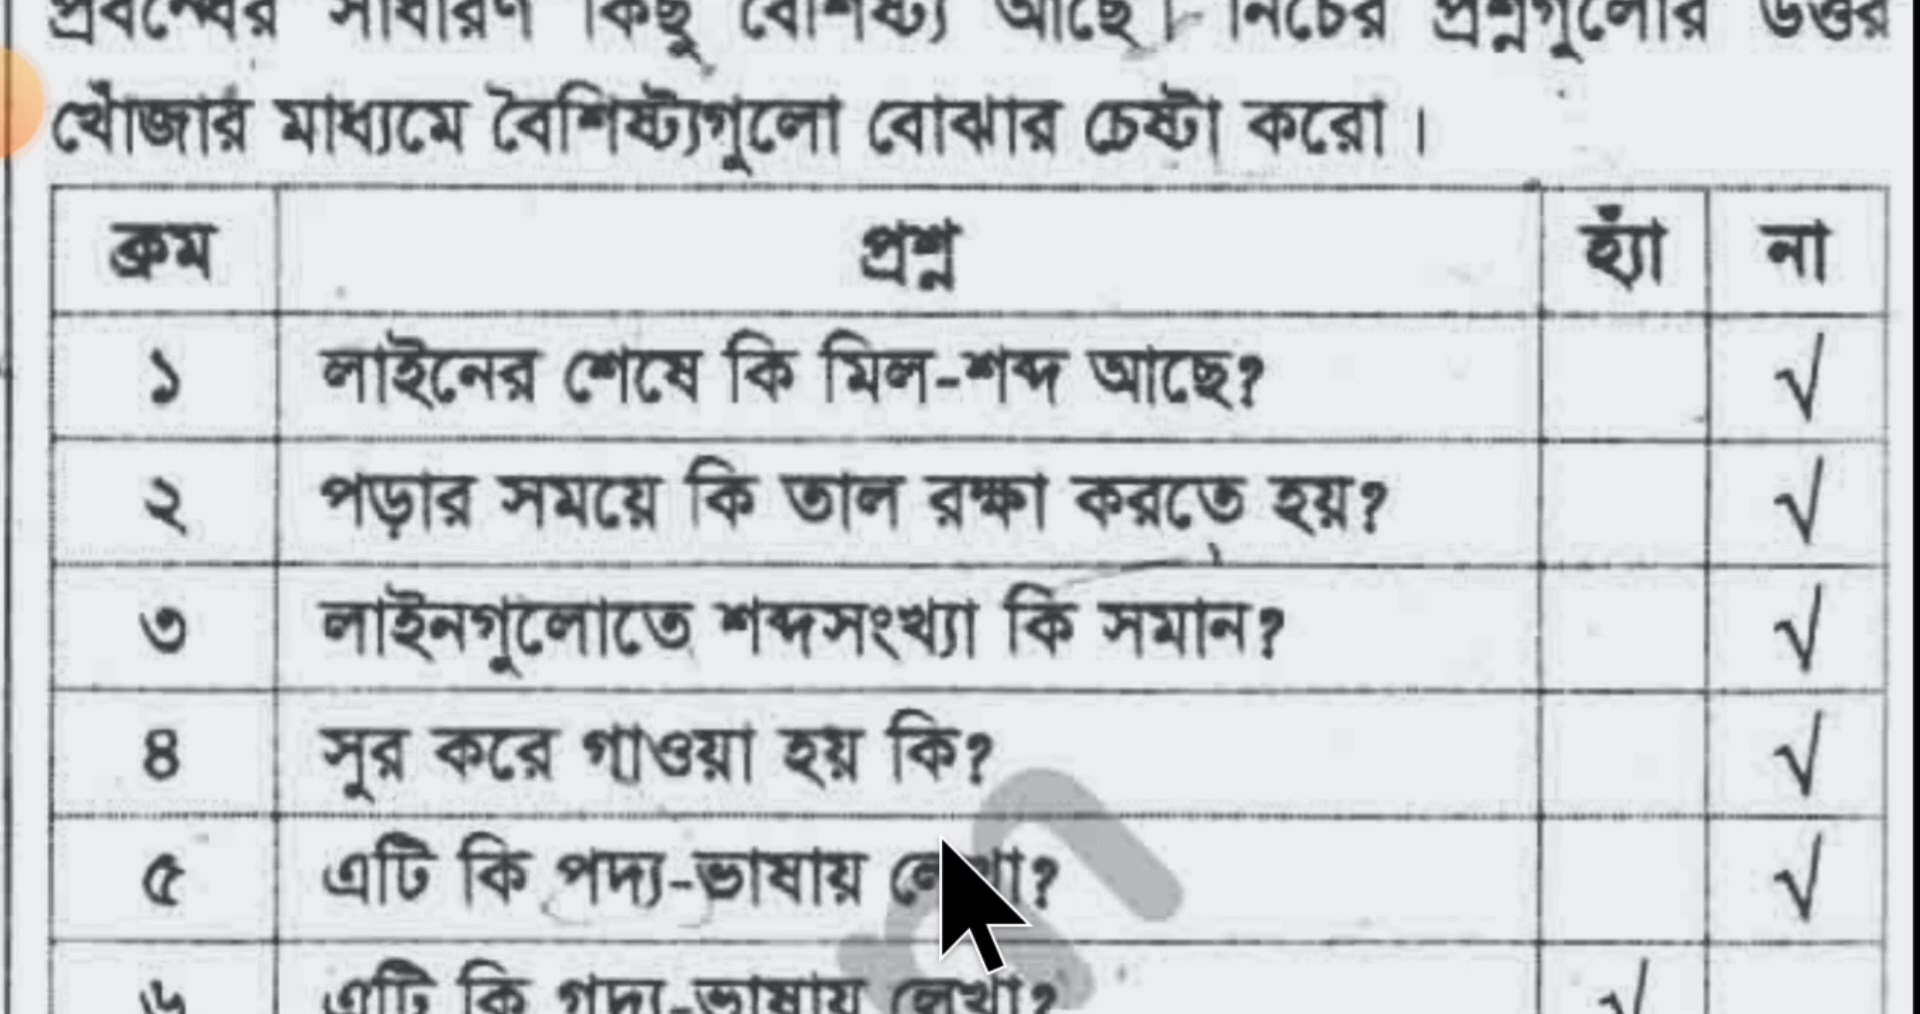 প্রবন্ধের সাধারণ কিছু বৈশিষ্ট্য আছে। নিচের প্রশ্নগুলোর উত্তর
খোঁজার মাধ্যমে বৈশিষ্ট্যগুলো বোঝার চেষ্টা করো।
ক্রম প্রশ্ন হ্যাঁ না
১ লাইনের শেষে কি মিল-শব্দ আছে? √
২ পড়ার সময়ে কি তাল রক্ষা করতে হয়? √
৩ লাইনগুলোতে শব্দসংখ্যা কি সমান? √
৪ সুর করে গাওয়া হয় কি? √
৫ এটি কি পদ্য-ভাষায় লেখা? √
৬ এটি কি গদ্য-ভাষায় লেখা? √